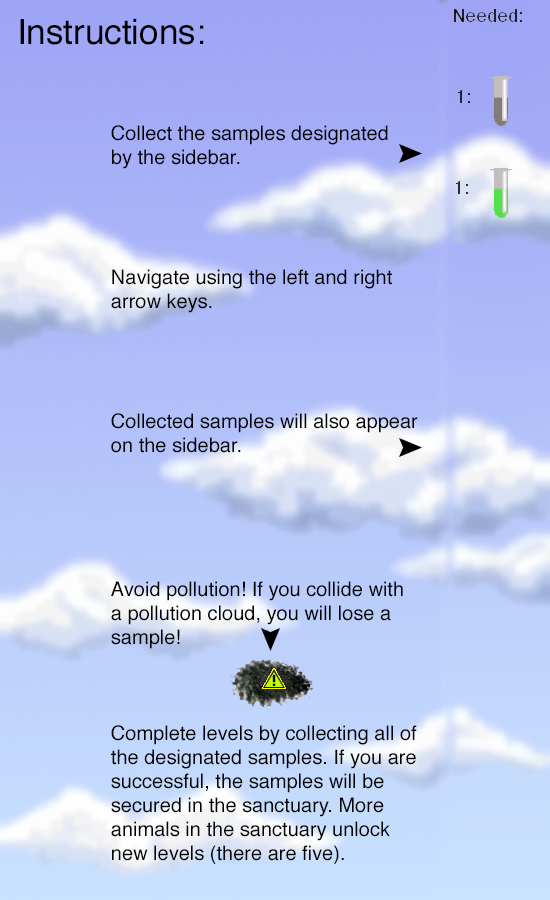 Instructions:
Needed:
1:
Collect the samples designated
by the sidebar.
1:
Navigate using the left and right
arrow keys.
Collected samples will also appear
on the sidebar.
Avoid pollution! If you collide with
a pollution cloud, you will lose a
sample!
Complete levels by collecting all of
the designated samples. If you are
successful, the samples will be
secured in the sanctuary. More
animals in the sanctuary unlock
new levels (there are five).